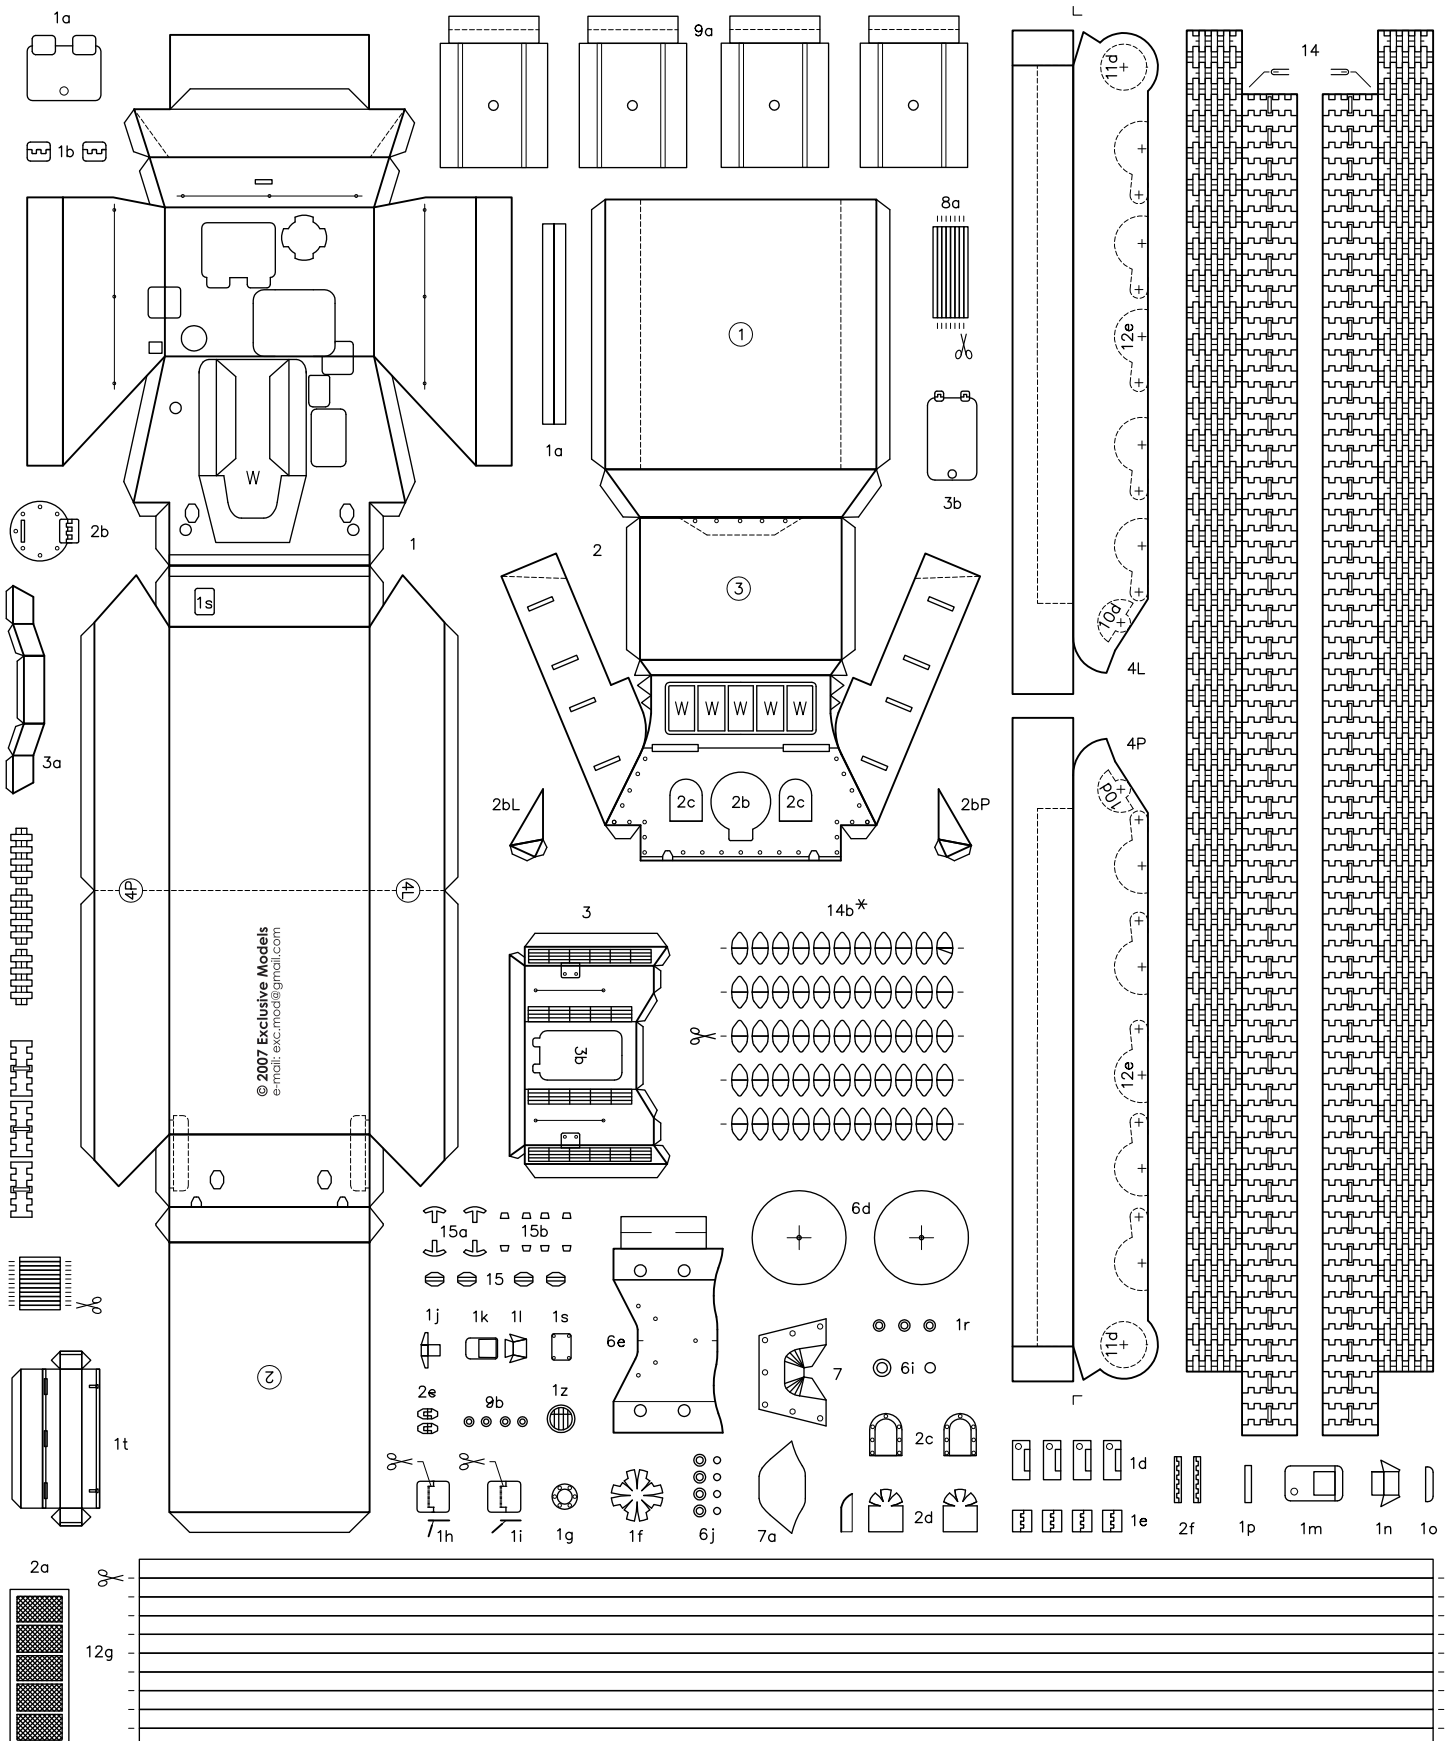 1a
9a
14
1b
11d
8a
1
12e
1a
W
3b
2b
1
2
1s
3
10d
4L
W W W W W
3a
4P
2bL
2c
2b
2c
2bP
10d
4P
4L
3
14b*
© 2007 Exclusive Models
e-mail: exc.mod@gmail.com
3b
12e
15a
15b
6d
15
1j
1k
1l
1s
6e
1r
2
7
6i
11d
2e
9b
1z
1t
2c
1d
1h
1i
1g
1f
6j
7a
2d
1e
2f
1p
1m
1n
1o
2a
12g